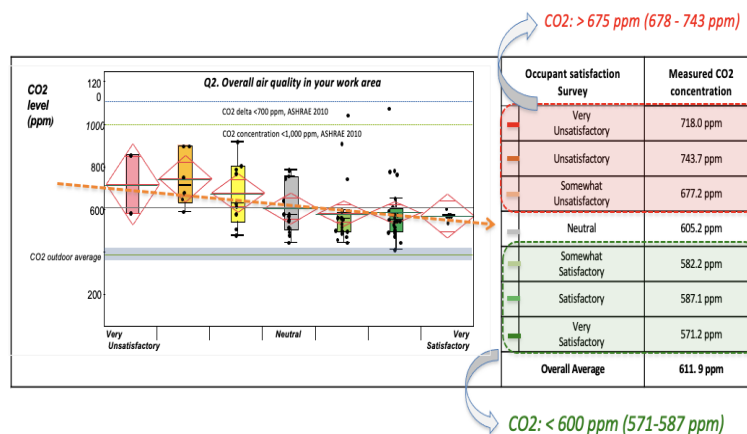 CO2: > 675 ppm (678 - 743 ppm)
CO2
level
(ppm)
120
0
1000
800
600
400
200
Q2. Overall air quality in your work area
CO2 delta <700 ppm, ASHRAE 2010
CO2 concentration <1,000 ppm, ASHRAE 2010
CO2 outdoor average
Very
Unsatisfactory
Neutral
Very
Satisfactory
Occupant satisfaction
Survey
Measured CO2
concentration
Very
Unsatisfactory
718.0 ppm
Unsatisfactory
743.7 ppm
Somewhat
Unsatisfactory
677.2 ppm
Neutral
605.2 ppm
Somewhat
Satisfactory
582.2 ppm
Satisfactory
587.1 ppm
Very
Satisfactory
571.2 ppm
Overall Average
611. 9 ppm
CO2: < 600 ppm (571-587 ppm)